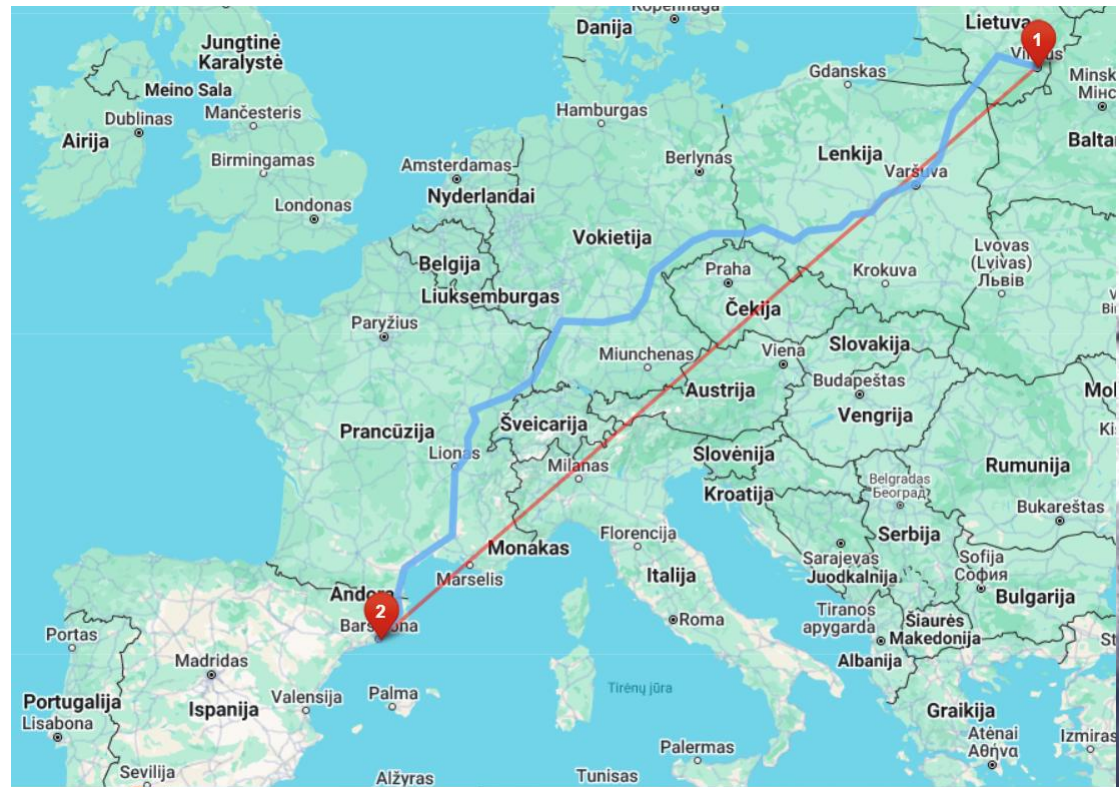 Kopenhaga
Danija
Lietuva
1
Vilnius
Jungtinė
Karalystė
Meino Sala
Gdanskas
Minsk
Мінс
Dublinas
Mančesteris
Hamburgas
Airija
Birmingamas
Amsterdamas
Berlynas
Lenkija
Balta
Nyderlandai
Varšuva
Londonas
Vokietija
Belgija
Praha
Krokuva
Lvovas
(Lvivas)
Львів
Liuksemburgas
Čekija
Paryžius
Miunchenas
Viena
Slovakija
Budapeštas
Austrija
Vengrija
Mol
Prancūzija
Šveicarija
Ki
Lionas
Slovėnija
Milanas
Rumunija
Kroatija
Belgradas
Београд
Bukareštas
Florencija
Serbija
Monakas
Marselis
Sarajevas
Juodkalnija
Sofija
София
Italija
Andora
2
Barselona
Bulgarija
Tiranos
apygarda
Šiaurės
Makedonija
Roma
Portas
Albanija
St
Madridas
Portugalija
Valensija
Palma
Tirėnų jūra
Ispanija
Graikija
Lisabona
Atėnai
Αθήνα
Izmiras
Palermas
Sevilija
Alžyras
Tunisas